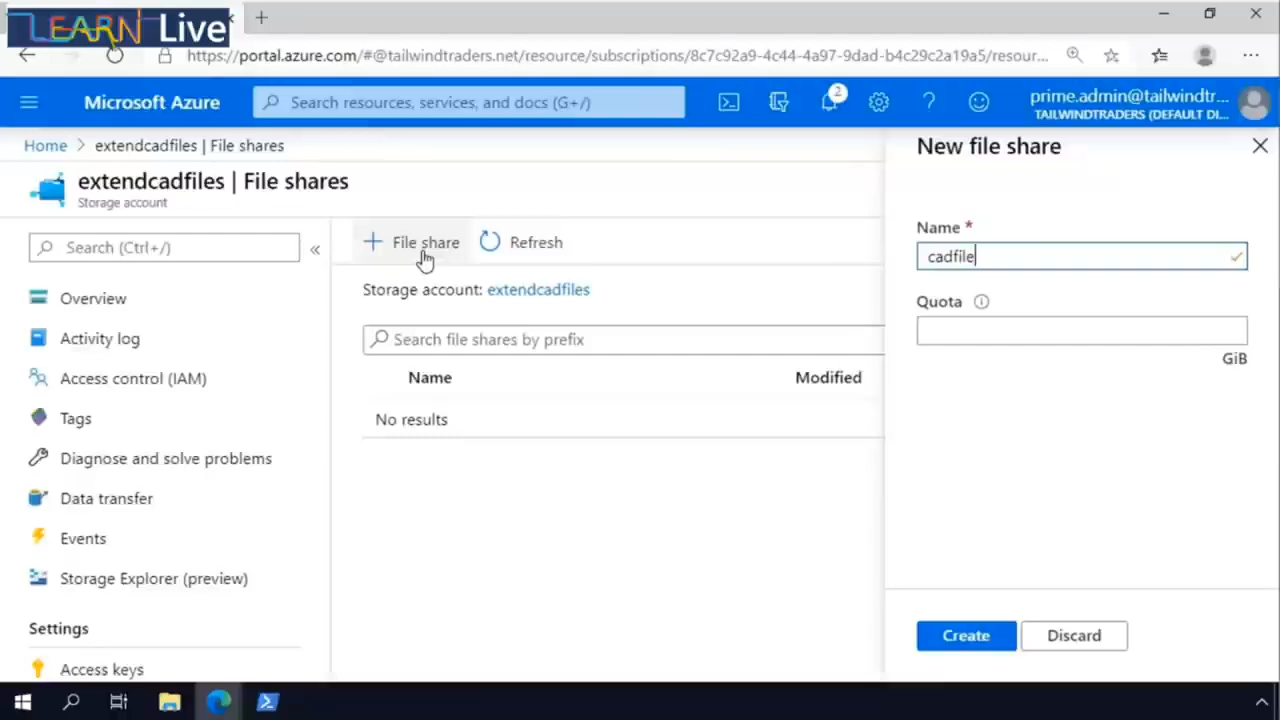 LEARN Live
https://portal.azure.com/#@tailwindtraders.net/resource/subscriptions/8c7c92a9-4c44-4a97-9dad-b4c29c2a19a5/resour...
Microsoft Azure
Search resources, services, and docs (G+/)
2
prime.admin@tailwindtr...
TAILWINDTRADERS (DEFAULT DI...
Home > extendcadfiles | File shares
extendcadfiles | File shares
Storage account
Search (Ctrl+/)
«
Overview
Activity log
Access control (IAM)
Tags
Diagnose and solve problems
Data transfer
Events
Storage Explorer (preview)
Settings
Access keys
+ File share
Refresh
Storage account: extendcadfiles
Search file shares by prefix
Name Modified
No results
New file share
Name *
cadfile
Quota
GiB
Create
Discard